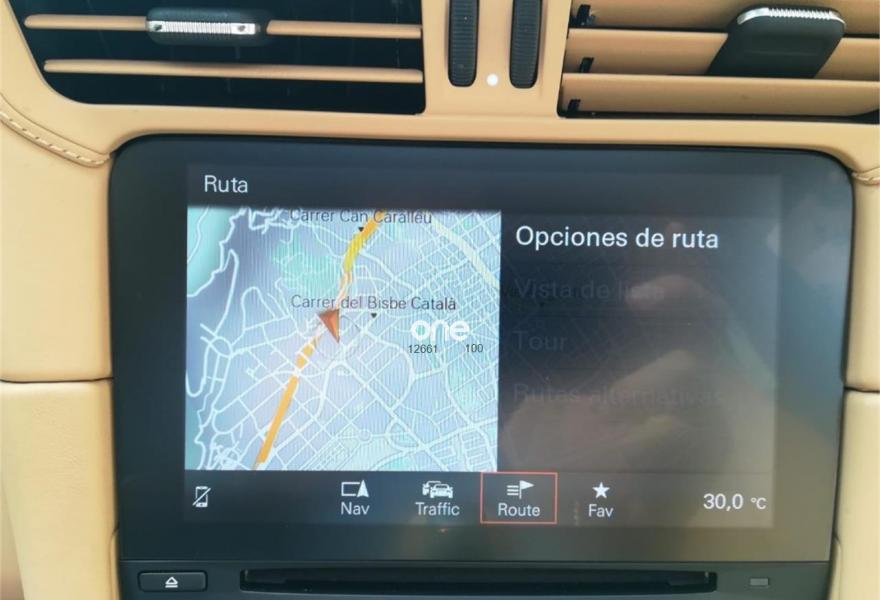 Ruta
Carrer Can Caralleu
Opciones de ruta
Vista de lista
Carrer del Bisbe Català
one
12661 100
Tour
Rutas alternativas
Nav
Traffic
Route
Fav
30,0 °C